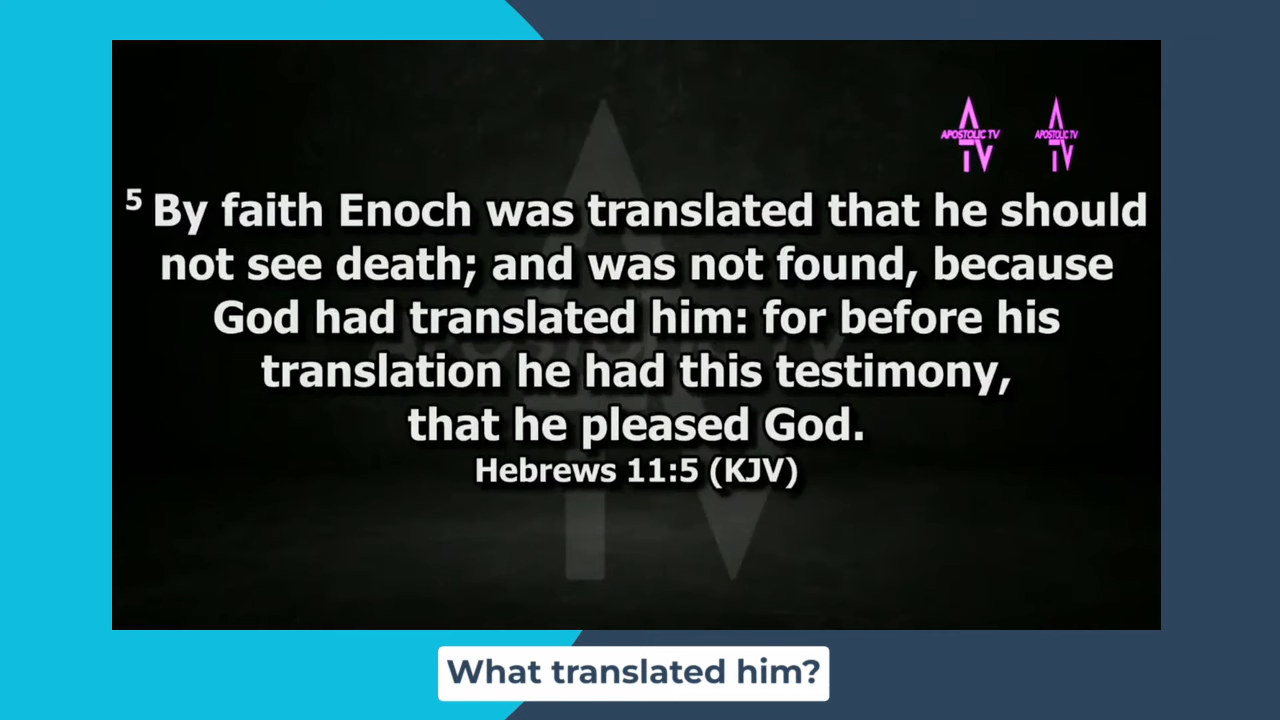 APOSTOLIC TV
TV
APOSTOLIC TV
TV
5 By faith Enoch was translated that he should
not see death; and was not found, because
God had translated him: for before his
translation he had this testimony,
that he pleased God.
Hebrews 11:5 (KJV)
What translated him?